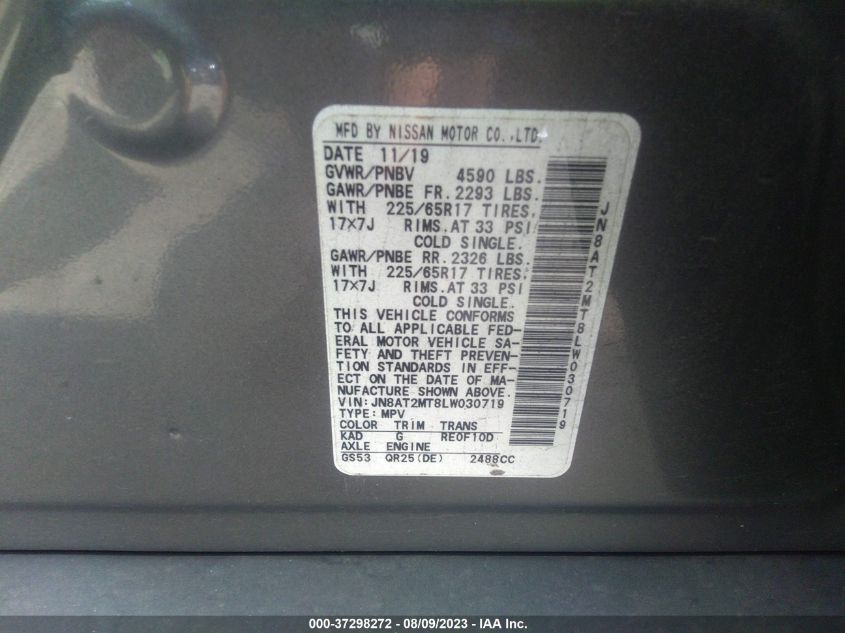 MFD BY NISSAN MOTOR CO.,LTD.
DATE 11/19
GVWR/PNBV 4590 LBS.
GAWR/PNBE FR. 2293 LBS.
WITH 225/65R17 TIRES,
17×7J RIMS.AT 33 PSI
COLD SINGLE.
GAWR/PNBE RR. 2326 LBS.
WITH 225/65R17 TIRES,
17×7J RIMS.AT 33 PSI
COLD SINGLE.
THIS VEHICLE CONFORMS
TO ALL APPLICABLE FED-
ERAL MOTOR VEHICLE SA-
FETY AND THEFT PREVEN-
TION STANDARDS IN EFF-
ECT ON THE DATE OF MA-
NUFACTURE SHOWN ABOVE.
VIN: JN8AT2MT8LW030719
TYPE: MPV
COLOR TRIM TRANS
KAD G RE0F10D
AXLE ENGINE
GS53 QR25(DE) 2488CC
JN8AT2MT8LW030719
000-37298272 - 08/09/2023 - IAA Inc.